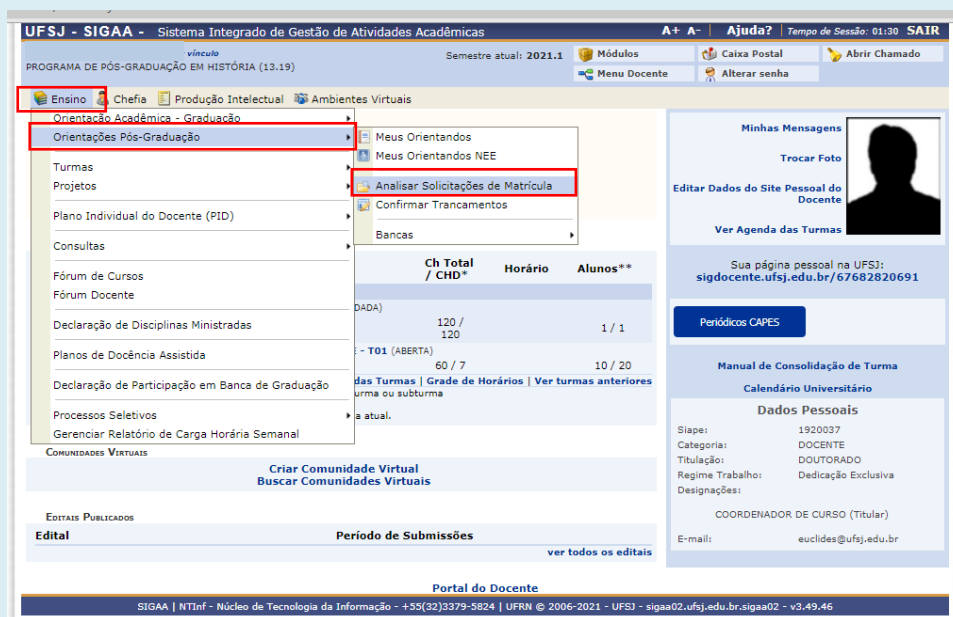 UFSJ - SIGAA - Sistema Integrado de Gestão de Atividades Acadêmicas A+ A- | Ajuda? | Tempo de Sessão: 01:30 SAIR
vínculo
PROGRAMA DE PÓS-GRADUAÇÃO EM HISTÓRIA (13.19)
Semestre atual: 2021.1
Módulos Caixa Postal Abrir Chamado
Menu Docente Alterar senha
Ensino Chefia Produção Intelectual Ambientes Virtuais
Orientação Acadêmica - Graduação
Orientações Pós-Graduação
Turmas
Projetos
Plano Individual do Docente (PID)
Consultas
Fórum de Cursos
Fórum Docente
Declaração de Disciplinas Ministradas
Planos de Docência Assistida
Declaração de Participação em Banca de Graduação
Processos Seletivos
Gerenciar Relatório de Carga Horária Semanal
Meus Orientandos
Meus Orientandos NEE
Analisar Solicitações de Matrícula
Confirmar Trancamentos
Bancas
Ch Total / CHD* Horário Alunos**
DADA)
120 / 120 1 / 1
- T01 (ABERTA)
60 / 7 10 / 20
das Turmas | Grade de Horários | Ver turmas anteriores
urma ou subturma
a atual.
Comunidades Virtuais
Criar Comunidade Virtual
Buscar Comunidades Virtuais
Editais Publicados
Edital Período de Submissões
ver todos os editais
Minhas Mensagens
Trocar Foto
Editar Dados do Site Pessoal do
Docente
Ver Agenda das Turmas
Sua página pessoal na UFSJ:
sigdocente.ufsj.edu.br/67682820691
Periódicos CAPES
Manual de Consolidação de Turma
Calendário Universitário
Dados Pessoais
Siape: 1920037
Categoria: DOCENTE
Titulação: DOUTORADO
Regime Trabalho: Dedicação Exclusiva
Designações:
COORDENADOR DE CURSO (Titular)
E-mail: euclides@ufsj.edu.br
Portal do Docente
SIGAA | NTInf - Núcleo de Tecnologia da Informação - +55(32)3379-5824 | UFRN © 2006-2021 - UFSJ - sigaa02.ufsj.edu.br.sigaa02 - v3.49.46